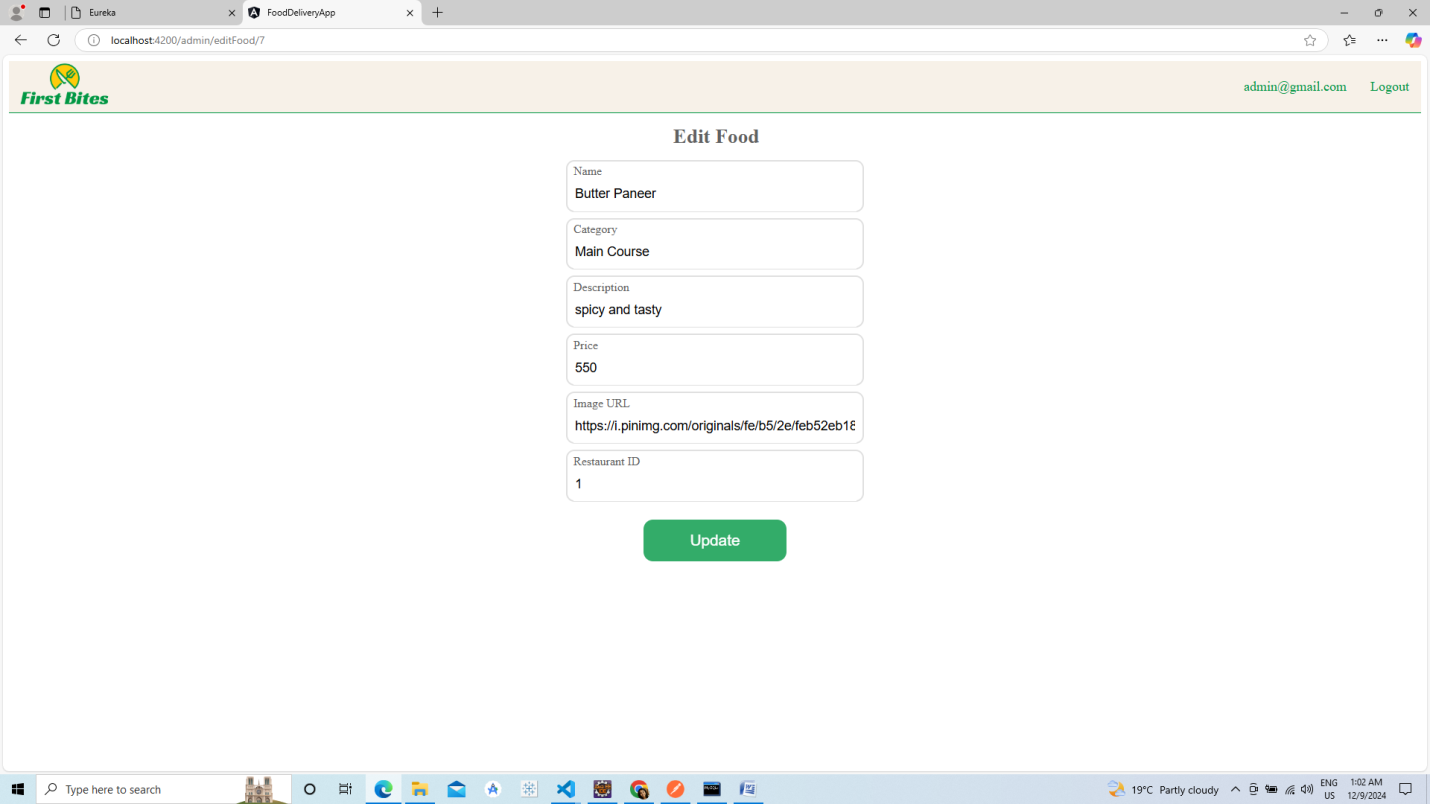 Eureka
FoodDeliveryApp
localhost:4200/admin/editFood/7
First Bites
admin@gmail.com
Logout
Edit Food
Name
Butter Paneer
Category
Main Course
Description
spicy and tasty
Price
550
Image URL
https://i.pinimg.com/originals/fe/b5/2e/feb52eb18
Restaurant ID
1
Update
Type here to search
19°C Partly cloudy
ENG
US
1:02 AM
12/9/2024